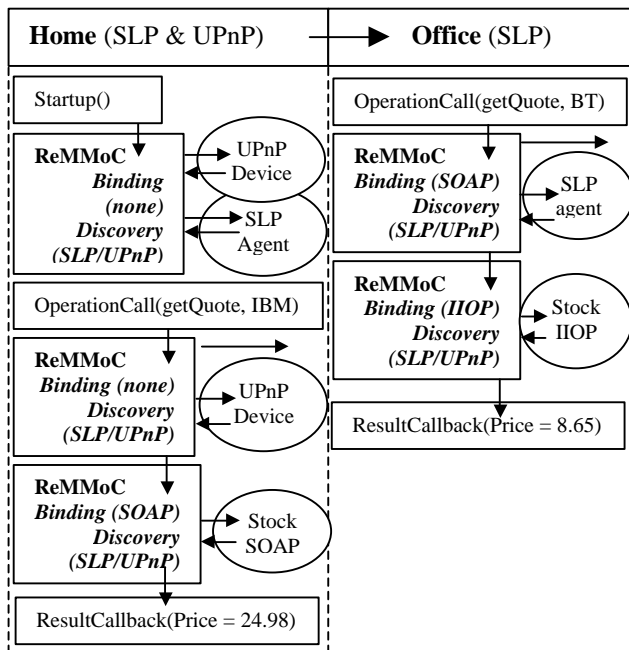 Home (SLP & UPnP)
Startup()
ReMMoC
Binding
(none)
Discovery
(SLP/UPnP)
UPnP
Device
SLP
Agent
OperationCall(getQuote, IBM)
ReMMoC
Binding (none)
Discovery
(SLP/UPnP)
UPnP
Device
ReMMoC
Binding (SOAP)
Discovery
(SLP/UPnP)
Stock
SOAP
ResultCallback(Price = 24.98)
Office (SLP)
OperationCall(getQuote, BT)
ReMMoC
Binding (SOAP)
Discovery
(SLP/UPnP)
SLP
agent
ReMMoC
Binding (IIOP)
Discovery
(SLP/UPnP)
Stock
IIOP
ResultCallback(Price = 8.65)